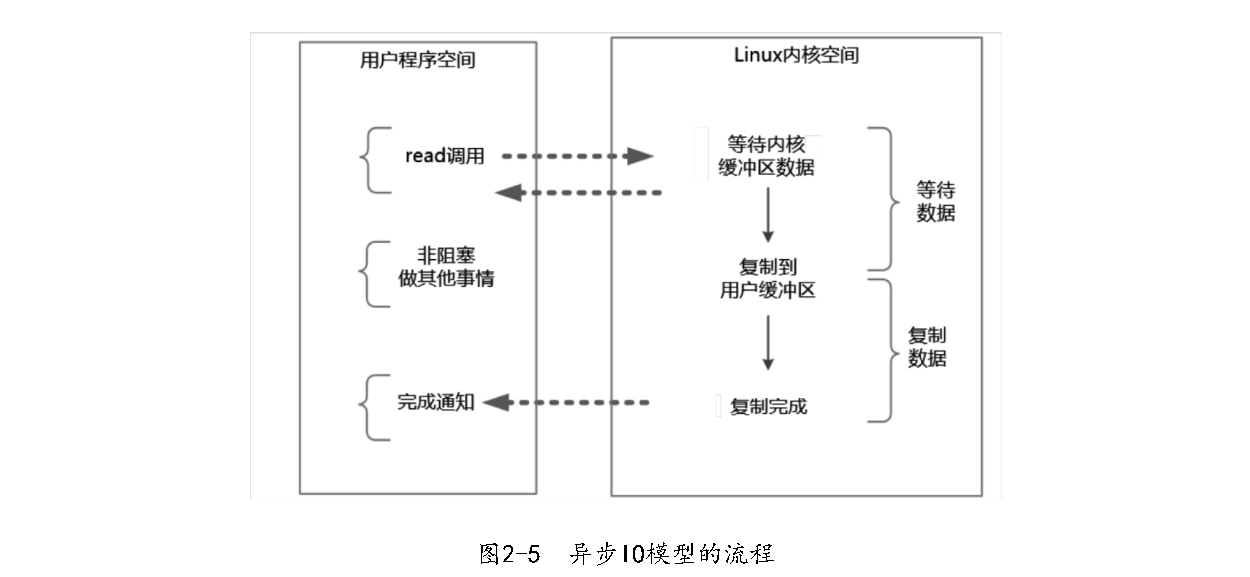 用户程序空间
Linux内核空间
read调用
等待内核
缓冲区数据
等待
数据
非阻塞
做其他事情
复制到
用户缓冲区
复制
数据
完成通知
复制完成
图2-5 异步IO模型的流程